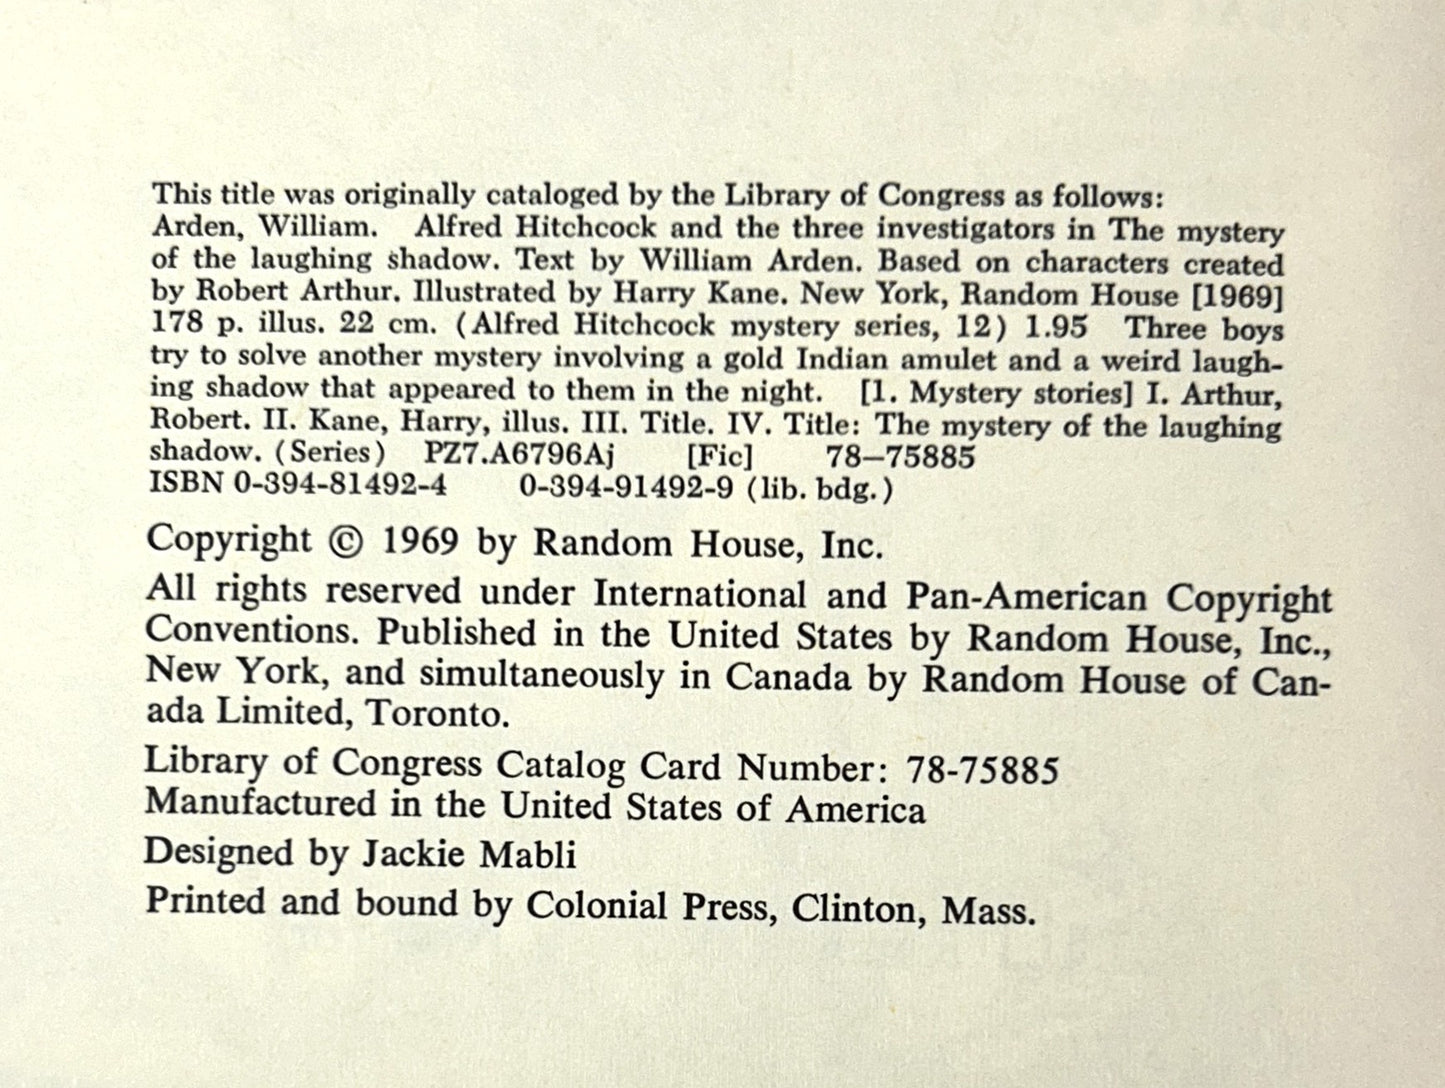 This title was originally cataloged by the Library of Congress as follows:
Arden, William. Alfred Hitchcock and the three investigators in The mystery
of the laughing shadow. Text by William Arden. Based on characters created
by Robert Arthur. Illustrated by Harry Kane. New York, Random House [1969]
178 p. illus. 22 cm. (Alfred Hitchcock mystery series, 12) 1.95 Three boys
try to solve another mystery involving a gold Indian amulet and a weird laugh-
ing shadow that appeared to them in the night. [1. Mystery stories] I. Arthur,
Robert. II. Kane, Harry, illus. III. Title. IV. Title: The mystery of the laughing
shadow. (Series) PZ7.A6796Aj [Fic] 78—75885
ISBN 0-394-81492-4 0-394-91492-9 (lib. bdg.)
Copyright © 1969 by Random House, Inc.
All rights reserved under International and Pan-American Copyright
Conventions. Published in the United States by Random House, Inc.,
New York, and simultaneously in Canada by Random House of Can-
ada Limited, Toronto.
Library of Congress Catalog Card Number: 78-75885
Manufactured in the United States of America
Designed by Jackie Mabli
Printed and bound by Colonial Press, Clinton, Mass.